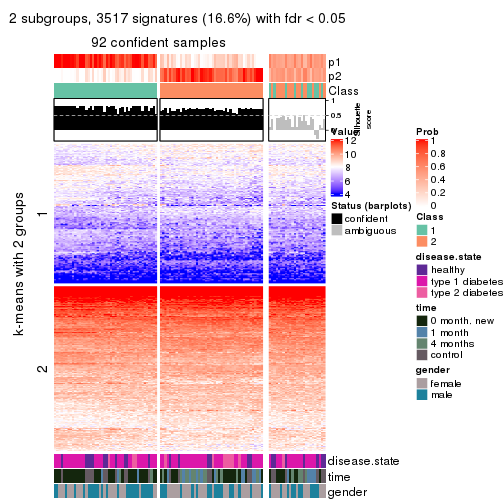 2 subgroups, 3517 signatures (16.6%) with fdr < 0.05
92 confident samples
p1
p2
Class
1
0.5
0
Silhouette
score
k-means with 2 groups
1
2
disease.state
time
gender
Value
12
10
8
6
4
Status (barplots)
confident
ambiguous
Prob
1
0.8
0.6
0.4
0.2
0
Class
1
2
disease.state
healthy
type 1 diabetes
type 2 diabetes
time
0 month. new
1 month
4 months
control
gender
female
male